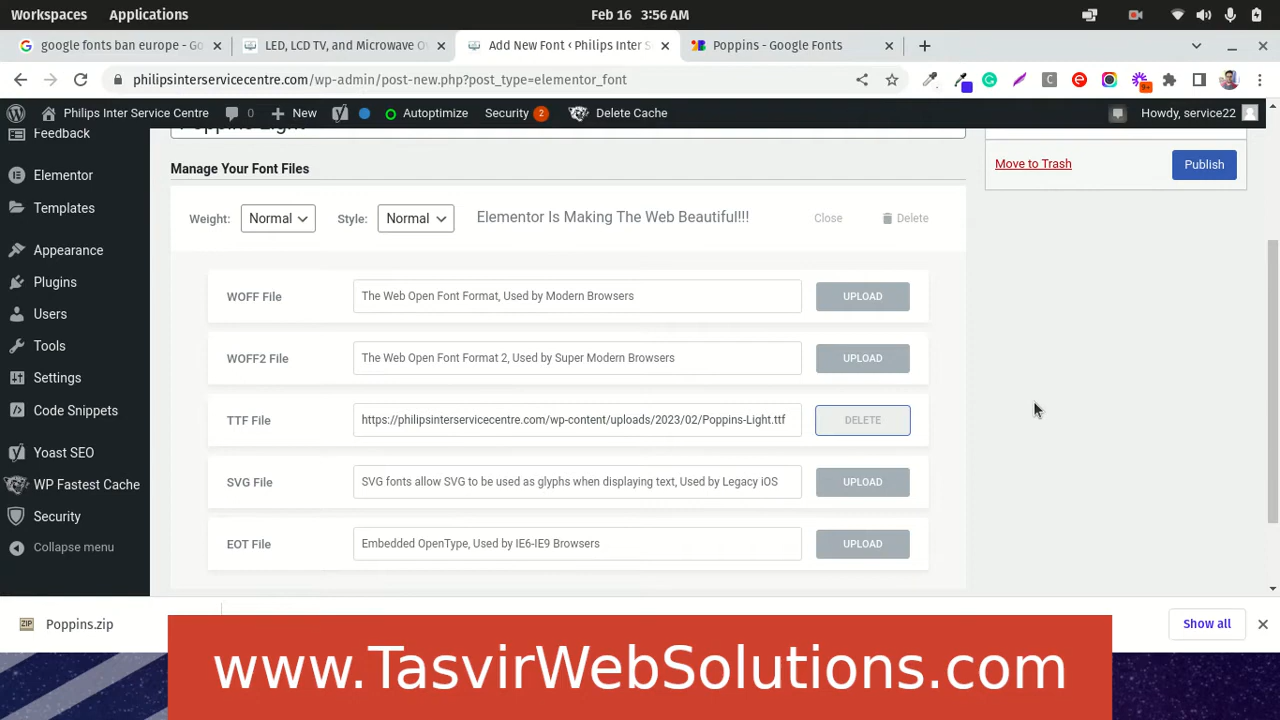 Workspaces Applications Feb 16 3:56 AM
google fonts ban europe - G LED, LCD TV, and Microwave Ov Add New Font ‹ Philips Inter S Poppins - Google Fonts
philipsinterservicecentre.com/wp-admin/post-new.php?post_type=elementor_font
9+
Philips Inter Service Centre 0 New Autoptimize Security 2 Delete Cache Howdy, service22
Feedback
Poppins Light
Elementor
Templates
Appearance
Plugins
Users
Tools
Settings
Code Snippets
Yoast SEO
WP Fastest Cache
Security
Collapse menu
Move to Trash Publish
Manage Your Font Files
Weight: Normal Style: Normal Elementor Is Making The Web Beautiful!!! Close Delete
WOFF File The Web Open Font Format, Used by Modern Browsers UPLOAD
WOFF2 File The Web Open Font Format 2, Used by Super Modern Browsers UPLOAD
TTF File https://philipsinterservicecentre.com/wp-content/uploads/2023/02/Poppins-Light.ttf DELETE
SVG File SVG fonts allow SVG to be used as glyphs when displaying text, Used by Legacy iOS UPLOAD
EOT File Embedded OpenType, Used by IE6-IE9 Browsers UPLOAD
ZIP Poppins.zip Show all
www.TasvirWebSolutions.com